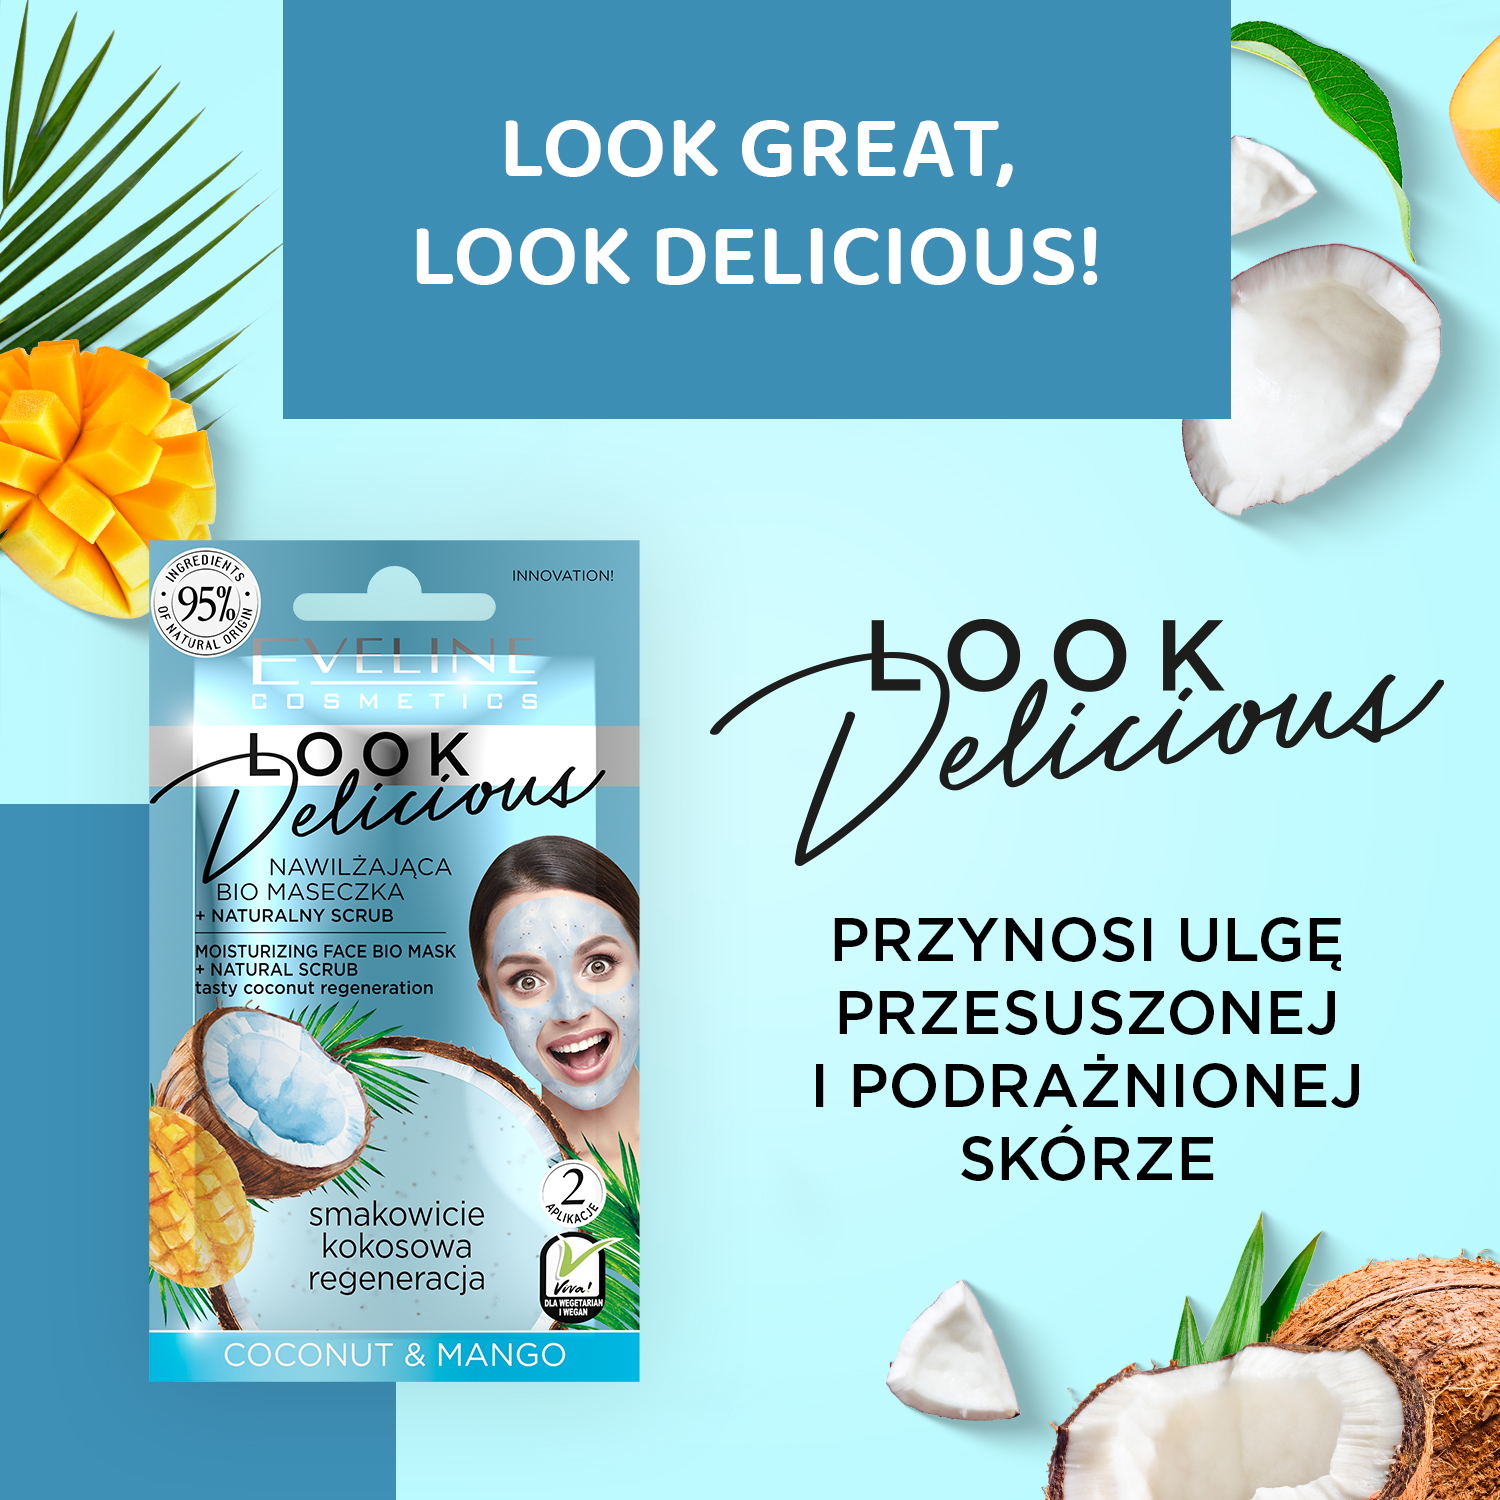 LOOK GREAT,
LOOK DELICIOUS!
INGREDIENTS
95%
OF NATURAL ORIGIN
INNOVATION!
EVELINE
COSMETICS
LOOK
Delicious
NAWILŻAJĄCA
BIO MASECZKA
+ NATURALNY SCRUB
MOISTURIZING FACE BIO MASK
+ NATURAL SCRUB
tasty coconut regeneration
smakowicie
kokosowa
regeneracja
2
APLIKACJE
Viva!
DLA WEGETARIAN
I WEGAN
COCONUT & MANGO
LOOK
Delicious
PRZYNOSI ULGĘ
PRZESUSZONEJ
I PODRAŻNIONEJ
SKÓRZE